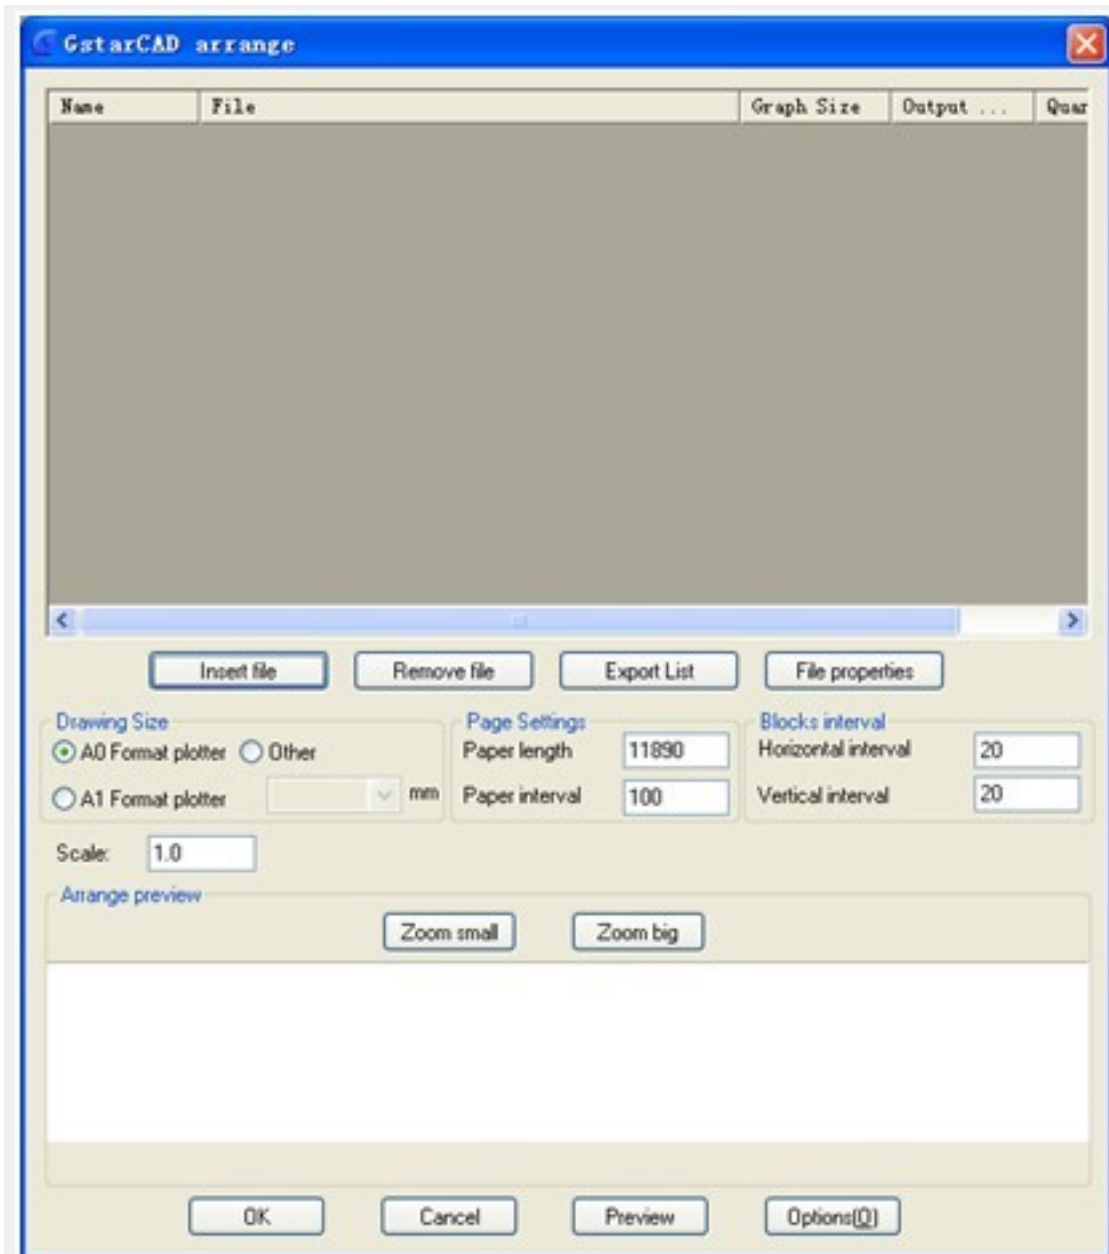 GstarCAD arrange
Name File Graph Size Output ... Quar
Insert file Remove file Export List File properties
Drawing Size Page Settings Blocks interval
A0 Format plotter Other Paper length 11890 Horizontal interval 20
A1 Format plotter mm Paper interval 100 Vertical interval 20
Scale: 1.0
Arrange preview
Zoom small Zoom big
OK Cancel Preview Options(O)